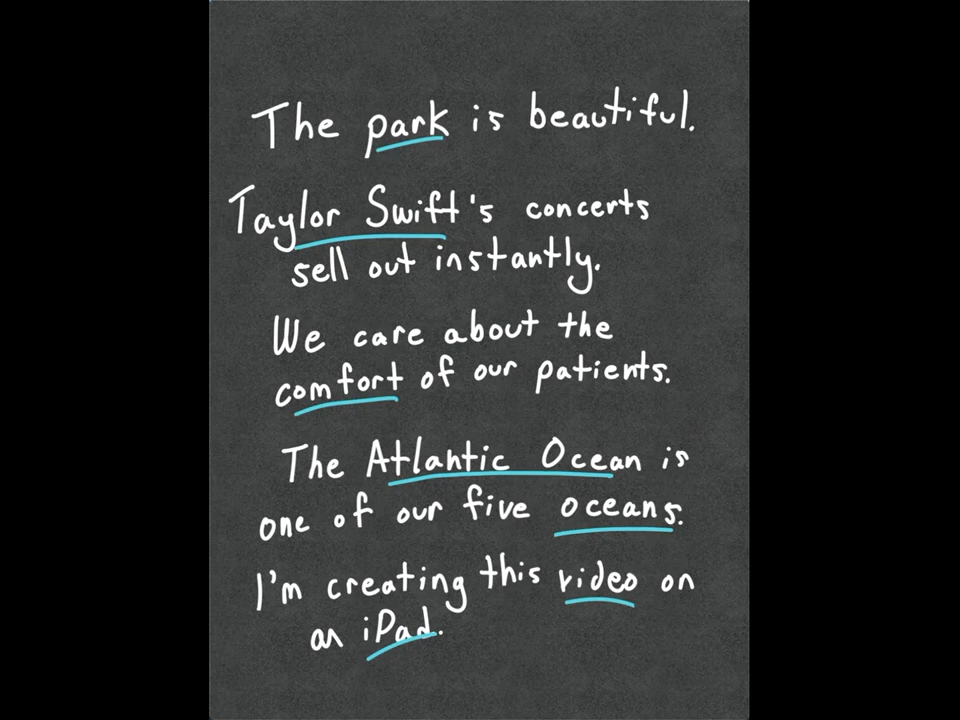 The park is beautiful.
Taylor Swift's concerts
sell out instantly.
We care about the
comfort of our patients.
The Atlantic Ocean is
one of our five oceans.
I'm creating this video on
an iPad.